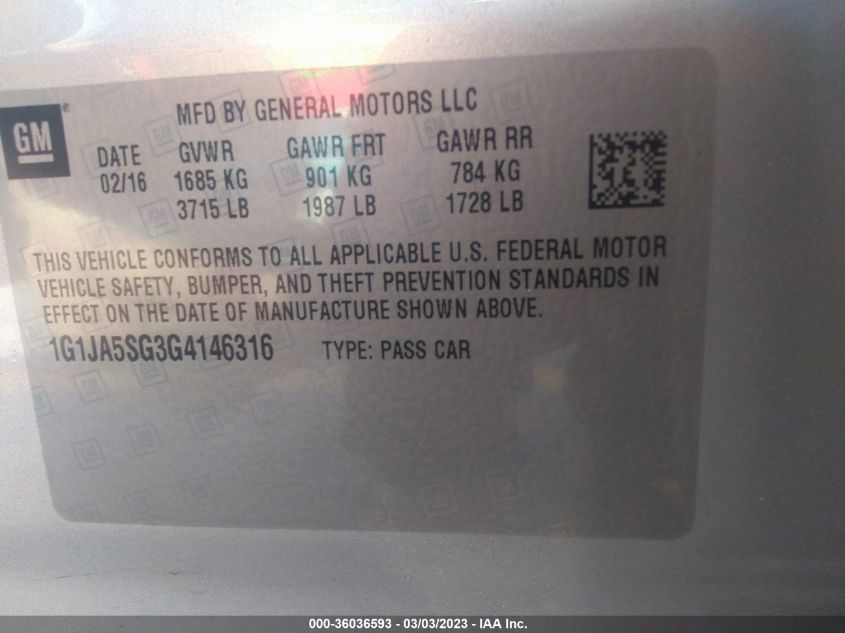 GM®
MFD BY GENERAL MOTORS LLC
DATE GVWR GAWR FRT GAWR RR
02/16 1685 KG 901 KG 784 KG
3715 LB 1987 LB 1728 LB
THIS VEHICLE CONFORMS TO ALL APPLICABLE U.S. FEDERAL MOTOR
VEHICLE SAFETY, BUMPER, AND THEFT PREVENTION STANDARDS IN
EFFECT ON THE DATE OF MANUFACTURE SHOWN ABOVE.
1G1JA5SG3G4146316 TYPE: PASS CAR
000-36036593 — 03/03/2023 — IAA Inc.